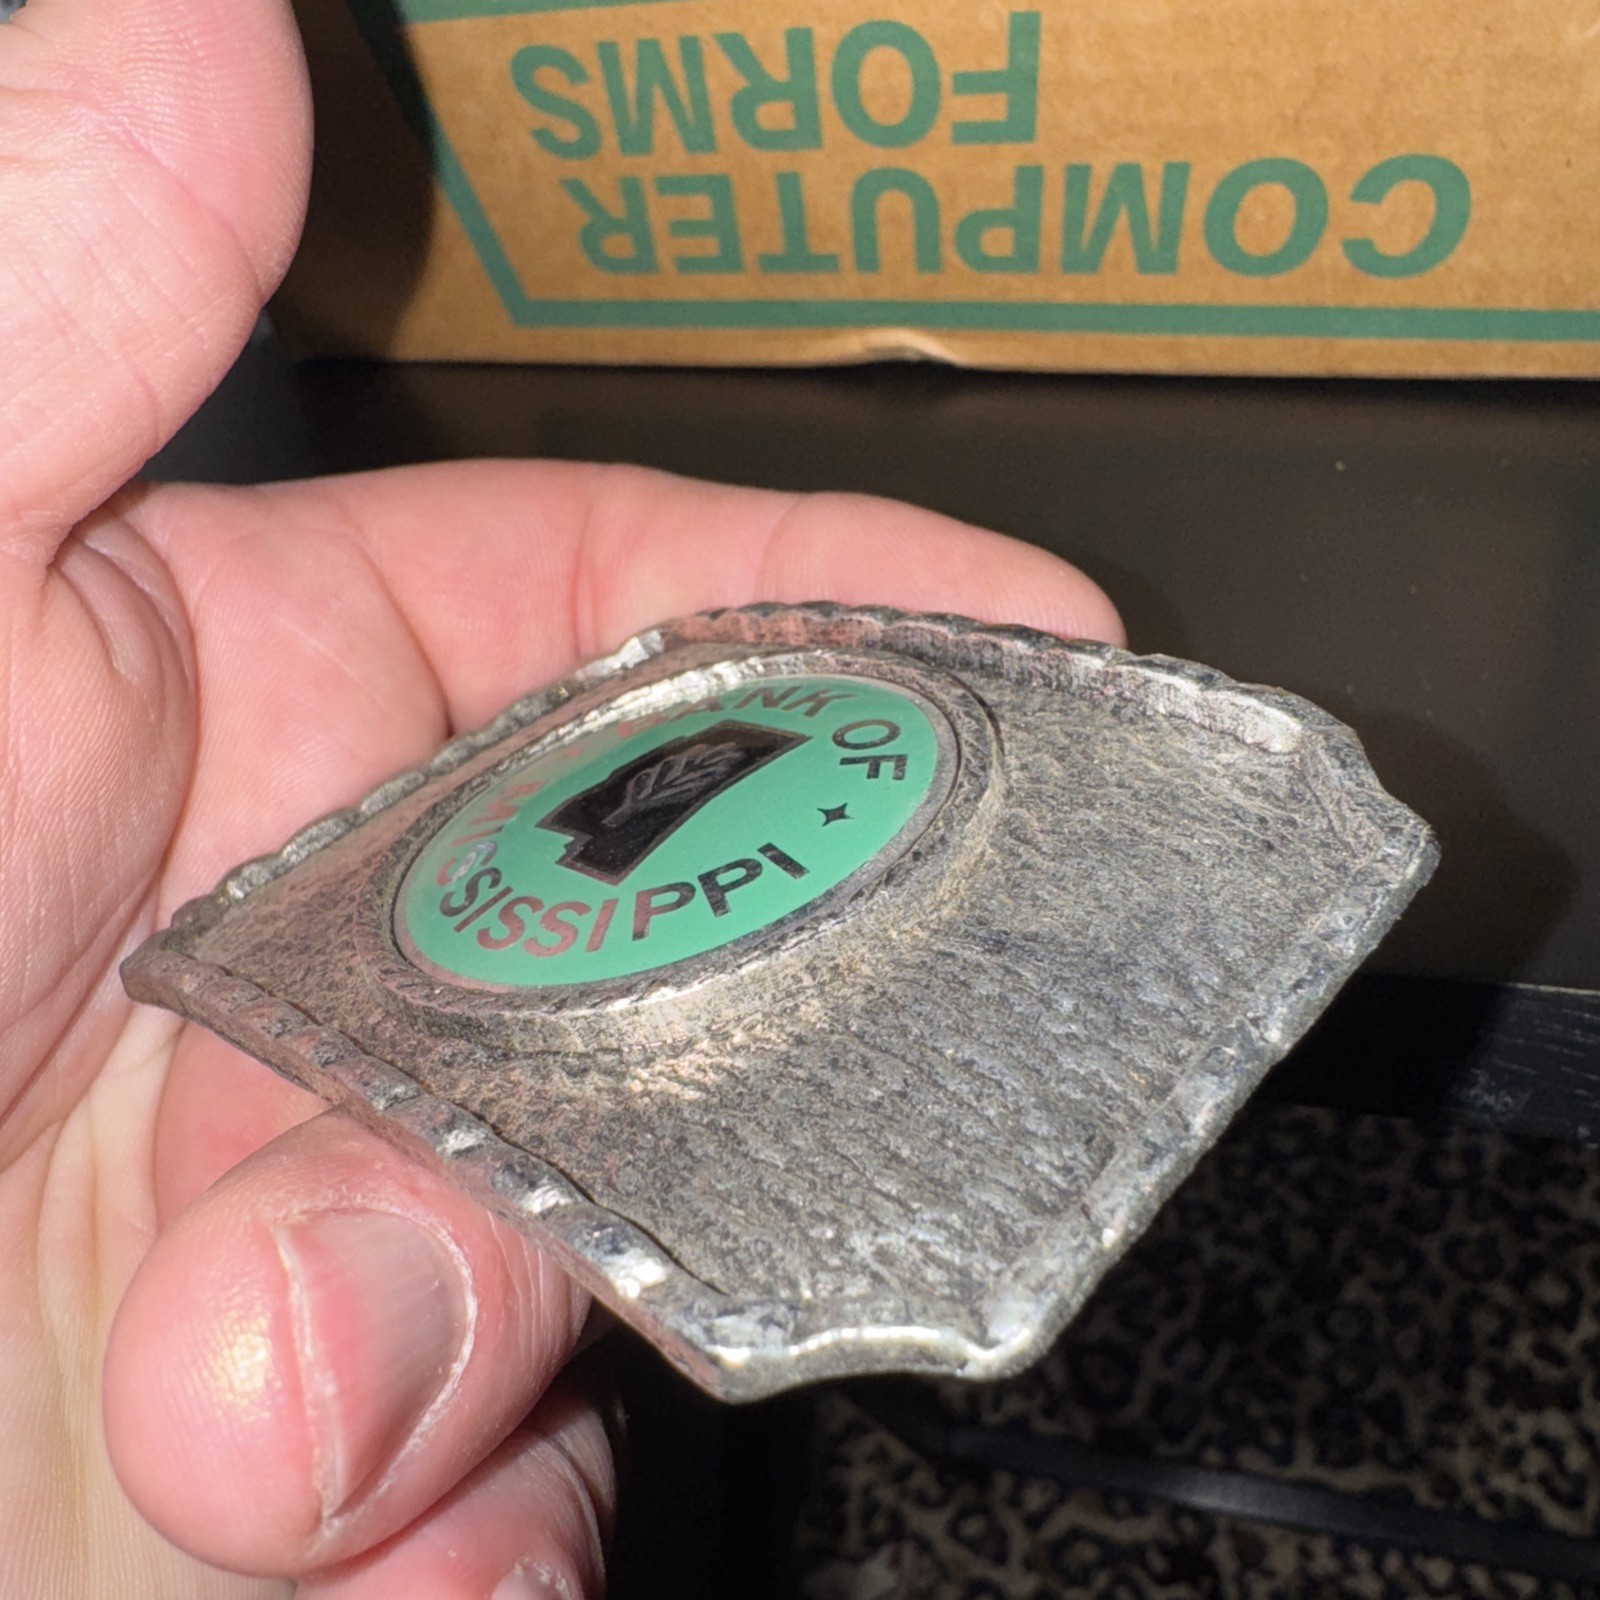 COMPUTER
FORMS
BANK OF
MISSISSIPPI